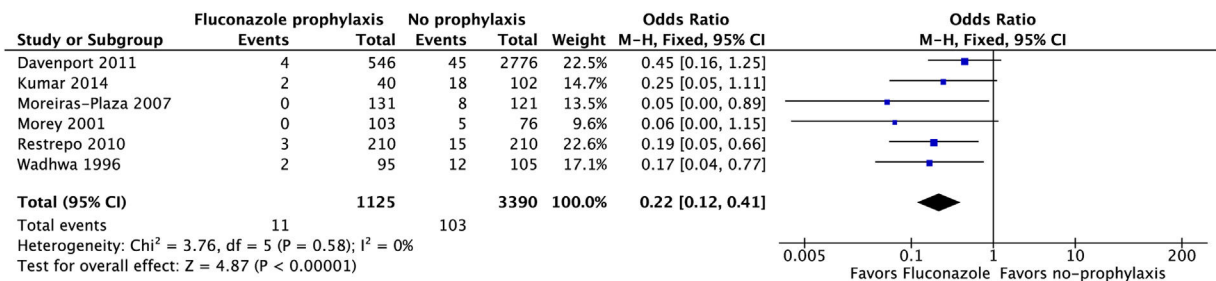 Fluconazole prophylaxis No prophylaxis Odds Ratio Odds Ratio
Study or Subgroup Events Total Events Total Weight M-H, Fixed, 95% CI M-H, Fixed, 95% CI
Davenport 2011 4 546 45 2776 22.5% 0.45 [0.16, 1.25]
Kumar 2014 2 40 18 102 14.7% 0.25 [0.05, 1.11]
Moreiras-Plaza 2007 0 131 8 121 13.5% 0.05 [0.00, 0.89]
Morey 2001 0 103 5 76 9.6% 0.06 [0.00, 1.15]
Restrepo 2010 3 210 15 210 22.6% 0.19 [0.05, 0.66]
Wadhwa 1996 2 95 12 105 17.1% 0.17 [0.04, 0.77]
Total (95% CI) 1125 3390 100.0% 0.22 [0.12, 0.41]
Total events 11 103
Heterogeneity: Chi² = 3.76, df = 5 (P = 0.58); I² = 0%
Test for overall effect: Z = 4.87 (P < 0.00001)
0.005 0.1 1 10 200
Favors Fluconazole Favors no-prophylaxis